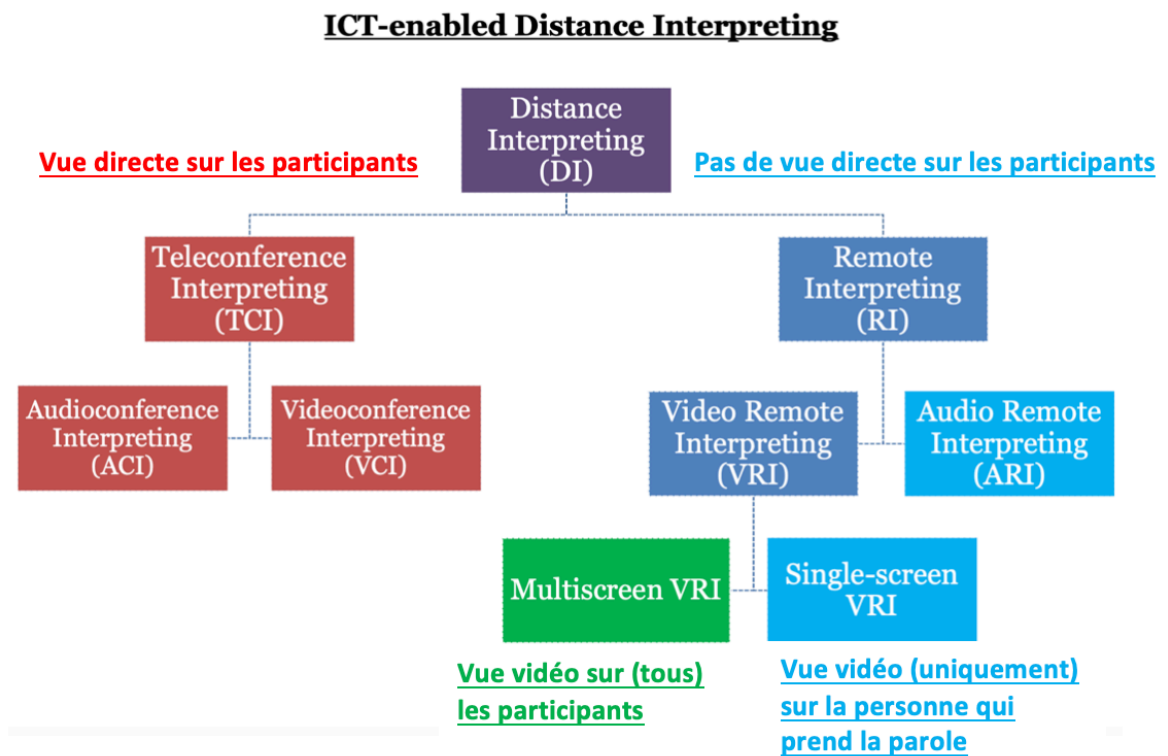 ICT-enabled Distance Interpreting
Distance
Interpreting
(DI)
Vue directe sur les participants
Pas de vue directe sur les participants
Teleconference
Interpreting
(TCI)
Remote
Interpreting
(RI)
Audioconference
Interpreting
(ACI)
Videoconference
Interpreting
(VCI)
Video Remote
Interpreting
(VRI)
Audio Remote
Interpreting
(ARI)
Multiscreen VRI
Single-screen
VRI
Vue vidéo sur (tous)
les participants
Vue vidéo (uniquement)
sur la personne qui
prend la parole